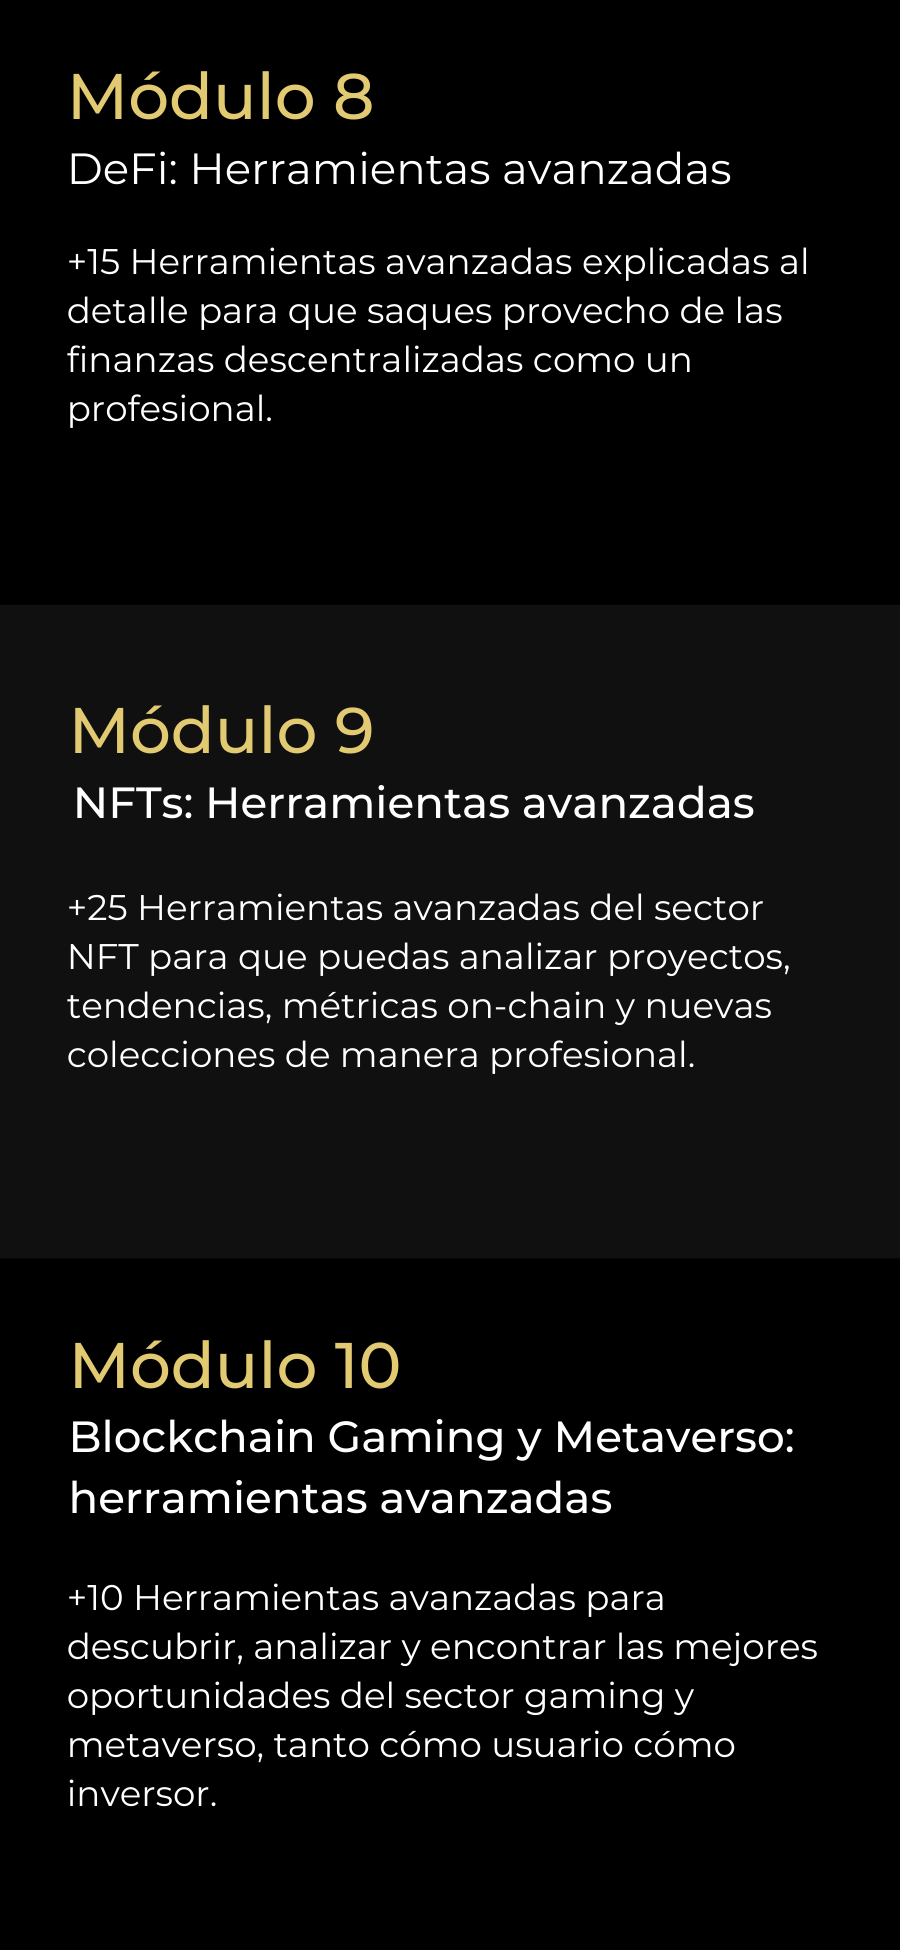 Módulo 8
DeFi: Herramientas avanzadas
+15 Herramientas avanzadas explicadas al
detalle para que saques provecho de las
finanzas descentralizadas como un
profesional.
Módulo 9
NFTs: Herramientas avanzadas
+25 Herramientas avanzadas del sector
NFT para que puedas analizar proyectos,
tendencias, métricas on-chain y nuevas
colecciones de manera profesional.
Módulo 10
Blockchain Gaming y Metaverso:
herramientas avanzadas
+10 Herramientas avanzadas para
descubrir, analizar y encontrar las mejores
oportunidades del sector gaming y
metaverso, tanto cómo usuario cómo
inversor.